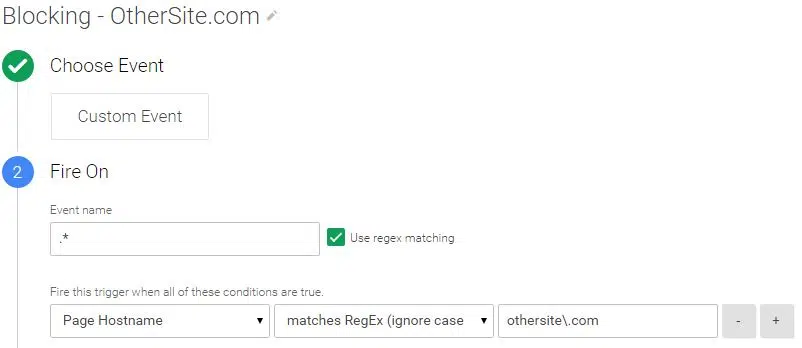 Blocking - OtherSite.com
Choose Event
Custom Event
2
Fire On
Event name
.*
Use regex matching
Fire this trigger when all of these conditions are true.
Page Hostname matches RegEx (ignore case othersite\.com - +